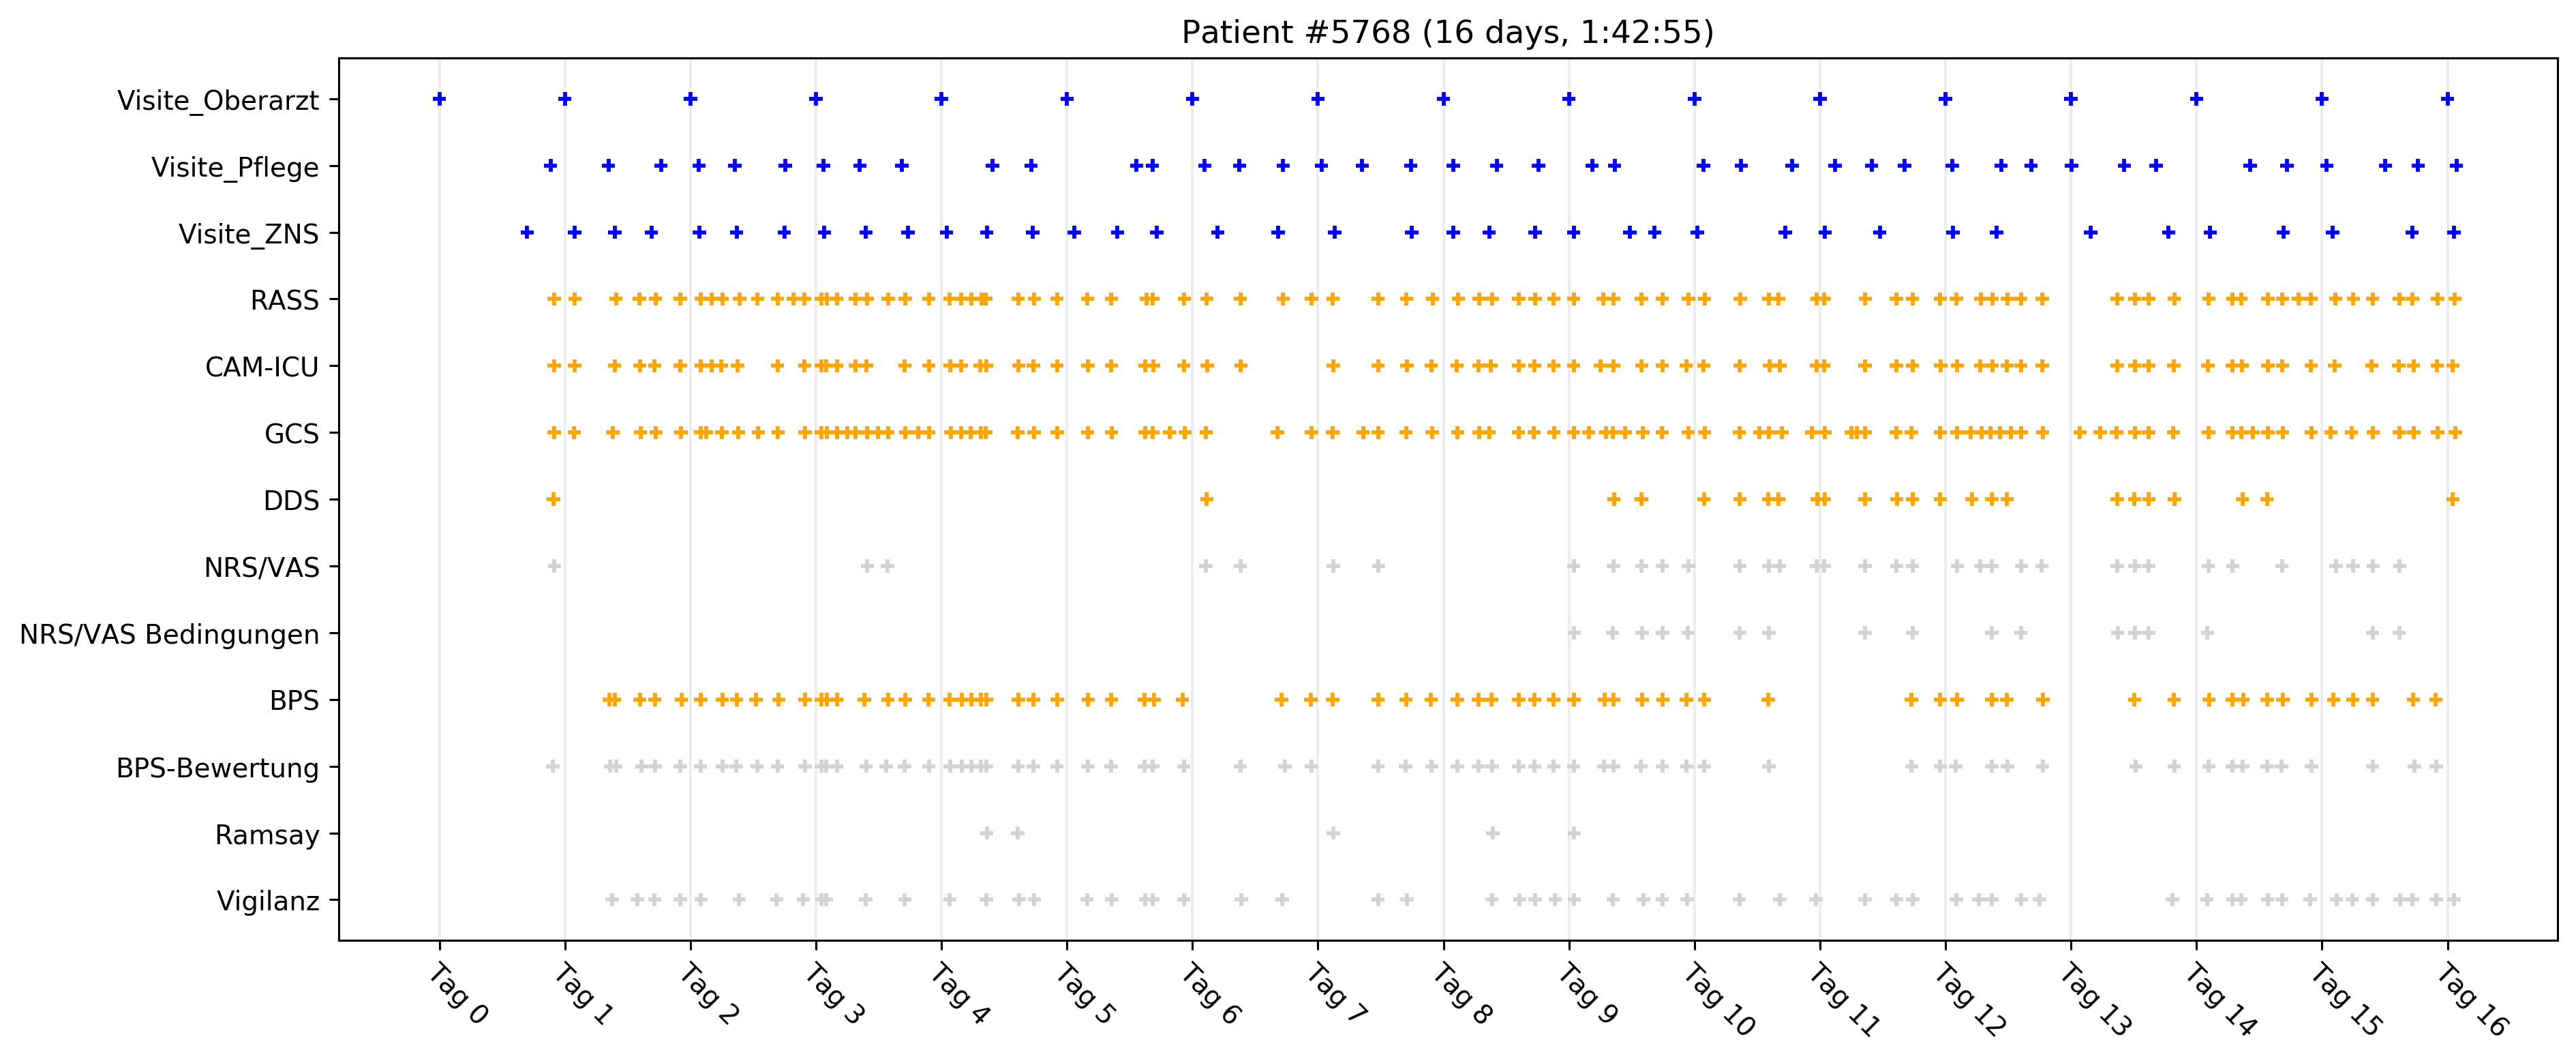 Patient #5768 (16 days, 1:42:55)
Visite_Oberarzt
Visite_Pflege
Visite_ZNS
RASS
CAM-ICU
GCS
DDS
NRS/VAS
NRS/VAS Bedingungen
BPS
BPS-Bewertung
Ramsay
Vigilanz
Tag 0
Tag 1
Tag 2
Tag 3
Tag 4
Tag 5
Tag 6
Tag 7
Tag 8
Tag 9
Tag 10
Tag 11
Tag 12
Tag 13
Tag 14
Tag 15
Tag 16